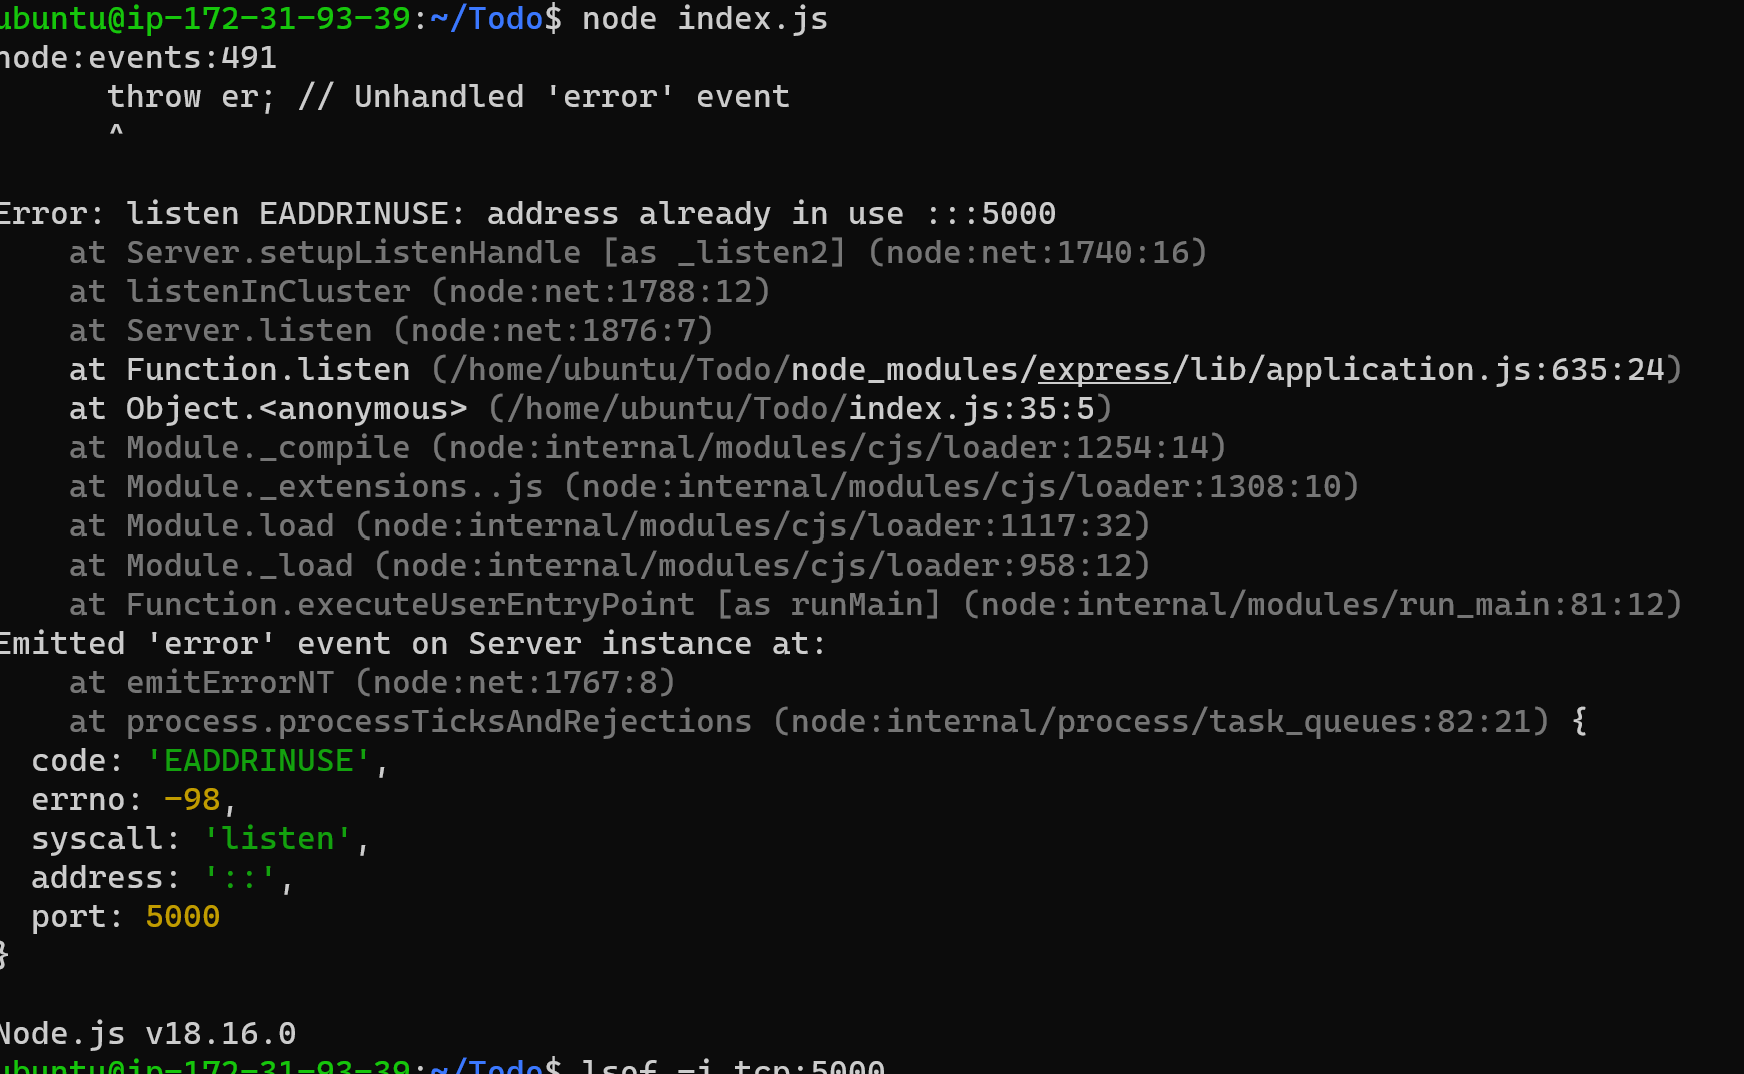 ubuntu@ip-172-31-93-39:~/Todo$ node index.js
node:events:491
      throw er; // Unhandled 'error' event
      ^

Error: listen EADDRINUSE: address already in use :::5000
    at Server.setupListenHandle [as _listen2] (node:net:1740:16)
    at listenInCluster (node:net:1788:12)
    at Server.listen (node:net:1876:7)
    at Function.listen (/home/ubuntu/Todo/node_modules/express/lib/application.js:635:24)
    at Object.<anonymous> (/home/ubuntu/Todo/index.js:35:5)
    at Module._compile (node:internal/modules/cjs/loader:1254:14)
    at Module._extensions..js (node:internal/modules/cjs/loader:1308:10)
    at Module.load (node:internal/modules/cjs/loader:1117:32)
    at Module._load (node:internal/modules/cjs/loader:958:12)
    at Function.executeUserEntryPoint [as runMain] (node:internal/modules/run_main:81:12)
Emitted 'error' event on Server instance at:
    at emitErrorNT (node:net:1767:8)
    at process.processTicksAndRejections (node:internal/process/task_queues:82:21) {
  code: 'EADDRINUSE',
  errno: -98,
  syscall: 'listen',
  address: '::',
  port: 5000
}

Node.js v18.16.0
ubuntu@ip-172-31-93-39:~/Todo$ lsof -i tcp:5000